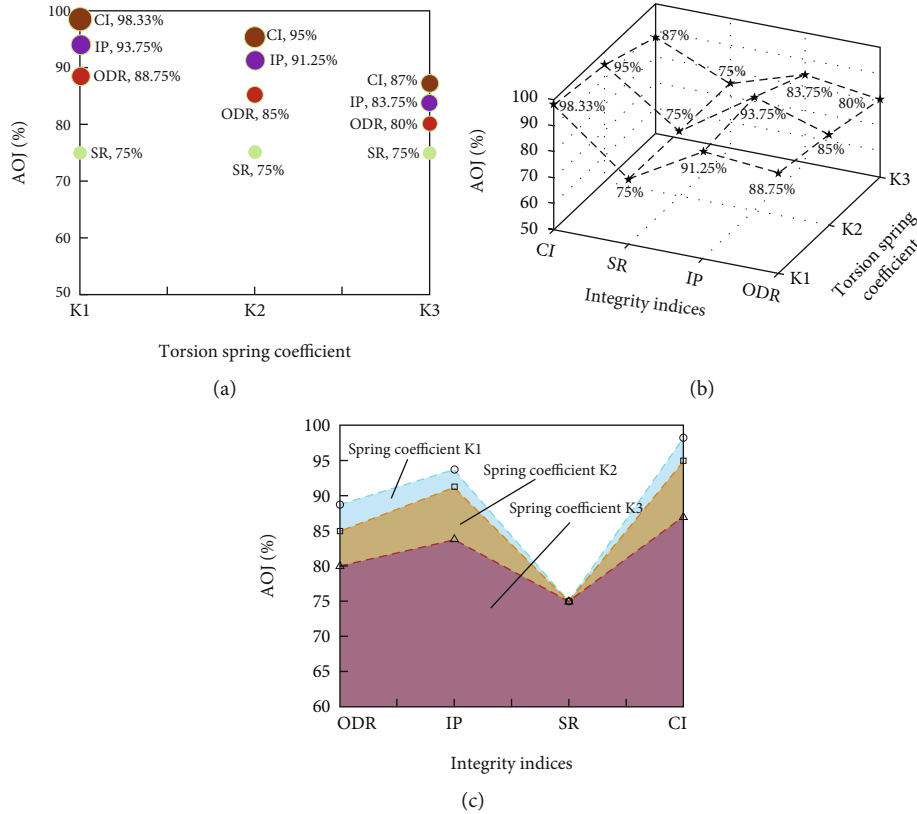 100
90
80
70
60
50
AOJ (%)
CI, 98.33%
IP, 93.75%
ODR, 88.75%
SR, 75%
CI, 95%
IP, 91.25%
ODR, 85%
SR, 75%
CI, 87%
IP, 83.75%
ODR, 80%
SR, 75%
K1
K2
K3
Torsion spring coefficient
(a)
100
90
80
70
60
50
AOJ (%)
87%
95%
98.33%
75%
75%
75%
83.75%
93.75%
91.25%
80%
85%
88.75%
CI
SR
IP
ODR
Integrity indices
K1
K2
K3
Torsion spring
coefficient
(b)
100
95
90
85
80
75
70
65
60
AOJ (%)
Spring coefficient K1
Spring coefficient K2
Spring coefficient K3
ODR
IP
SR
CI
Integrity indices
(c)